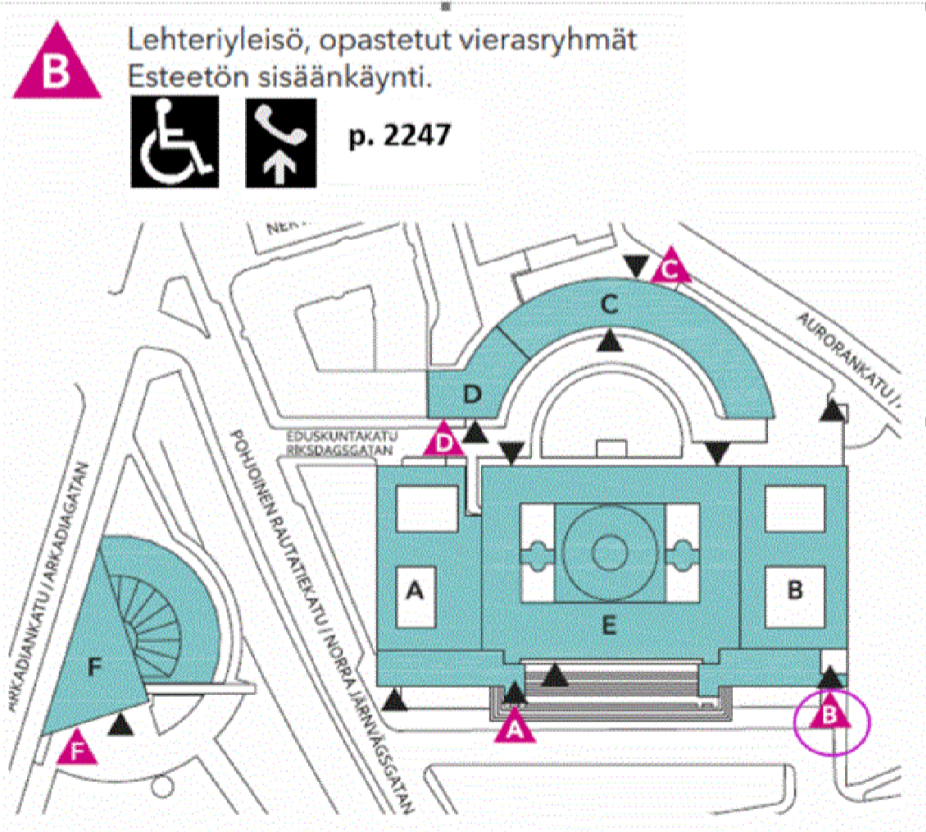 B
Lehteriyleisö, opastetut vierasryhmät
Esteetön sisäänkäynti.
p. 2247
C
C
AURORANKATU /
D
D
EDUSKUNTAKATU
RIKSDAGSGATAN
POHJOINEN RAUTATIEKATU / NORRA JÄRNVÄGSGATAN
ARKADIANKATU / ARKADIAGATAN
A
B
E
F
F
A
B